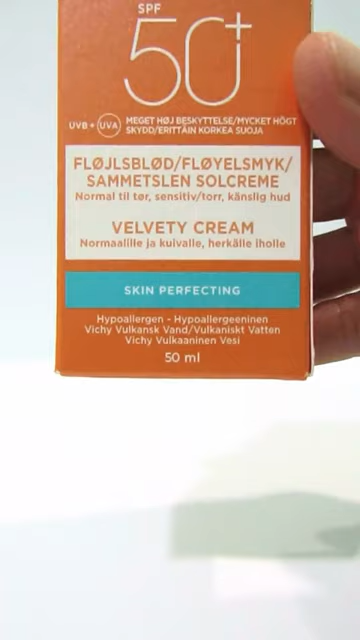 SPF
50+
UVB + UVA MEGET HØJ BESKYTTELSE/MYCKET HÖGT
SKYDD/ERITTÄIN KORKEA SUOJA
FLØJLSBLØD/FLØYELSMYK/
SAMMETSLEN SOLCREME
Normal til tør, sensitiv/torr, känslig hud
VELVETY CREAM
Normaalille ja kuivalle, herkälle iholle
SKIN PERFECTING
Hypoallergen - Hypoallergeeninen
Vichy Vulkansk Vand/Vulkaniskt Vatten
Vichy Vulkaaninen Vesi
50 ml